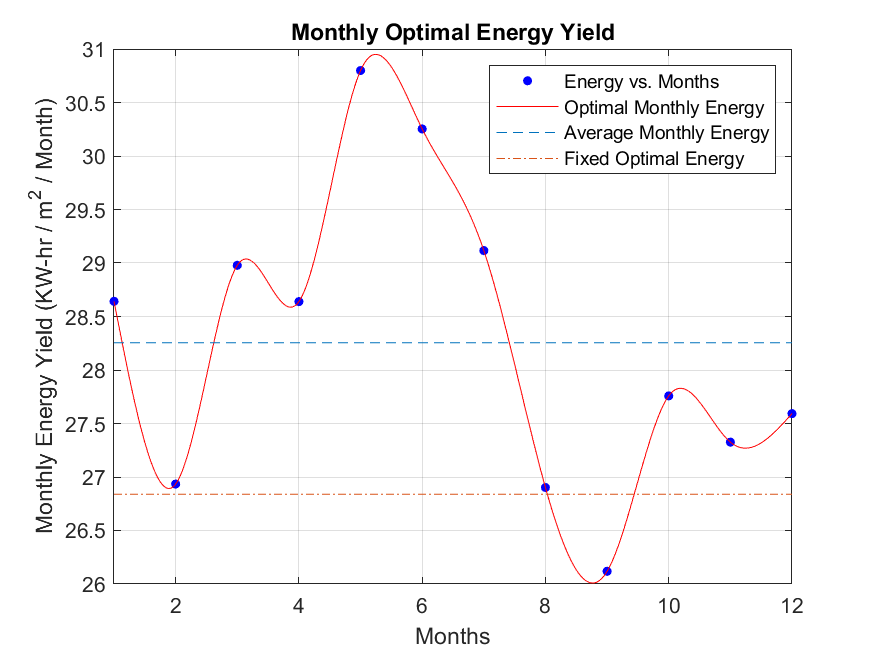 Monthly Optimal Energy Yield
Monthly Energy Yield (KW-hr / m² / Month)
31
30.5
30
29.5
29
28.5
28
27.5
27
26.5
26
Energy vs. Months
Optimal Monthly Energy
Average Monthly Energy
Fixed Optimal Energy
2 4 6 8 10 12
Months